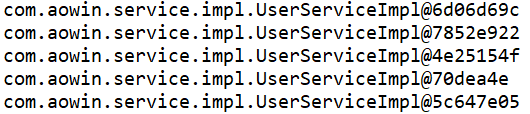 com.aowin.service.impl.UserServiceImpl@6d06d69c
com.aowin.service.impl.UserServiceImpl@7852e922
com.aowin.service.impl.UserServiceImpl@4e25154f
com.aowin.service.impl.UserServiceImpl@70dea4e
com.aowin.service.impl.UserServiceImpl@5c647e05